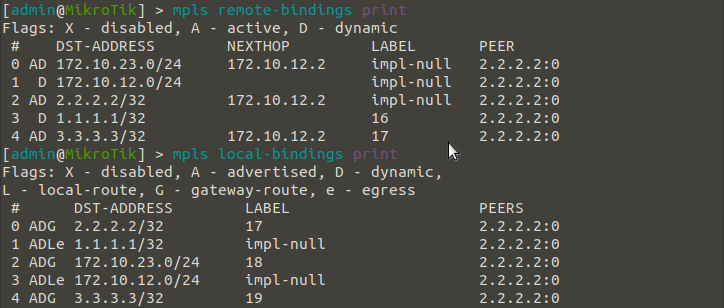 [admin@MikroTik] > mpls remote-bindings print
Flags: X - disabled, A - active, D - dynamic
 #    DST-ADDRESS        NEXTHOP         LABEL        PEER
 0 AD 172.10.23.0/24     172.10.12.2     impl-null    2.2.2.2:0
 1  D 172.10.12.0/24                     impl-null    2.2.2.2:0
 2 AD 2.2.2.2/32         172.10.12.2     impl-null    2.2.2.2:0
 3  D 1.1.1.1/32                         16           2.2.2.2:0
 4 AD 3.3.3.3/32         172.10.12.2     17           2.2.2.2:0
[admin@MikroTik] > mpls local-bindings print
Flags: X - disabled, A - advertised, D - dynamic,
L - local-route, G - gateway-route, e - egress
 #      DST-ADDRESS        LABEL                      PEERS
 0 ADG  2.2.2.2/32         17                         2.2.2.2:0
 1 ADLe 1.1.1.1/32         impl-null                  2.2.2.2:0
 2 ADG  172.10.23.0/24     18                         2.2.2.2:0
 3 ADLe 172.10.12.0/24     impl-null                  2.2.2.2:0
 4 ADG  3.3.3.3/32         19                         2.2.2.2:0